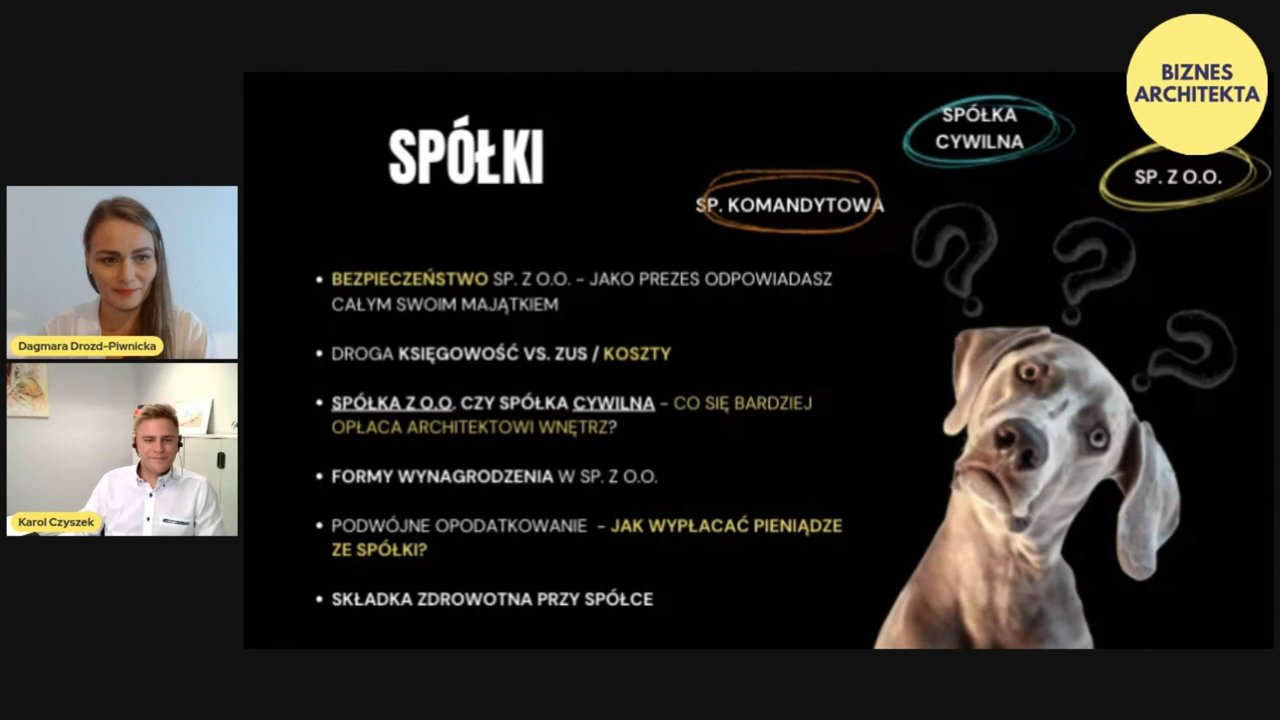 BIZNES
ARCHITEKTA
SPÓŁKI
SPÓŁKA
CYWILNA
SP. Z O.O.
SP. KOMANDYTOWA
• BEZPIECZEŃSTWO SP. Z O.O. – JAKO PREZES ODPOWIADASZ
CAŁYM SWOIM MAJĄTKIEM
• DROGA KSIĘGOWOŚĆ VS. ZUS / KOSZTY
• SPÓŁKA Z O.O. CZY SPÓŁKA CYWILNA – CO SIĘ BARDZIEJ
OPŁACA ARCHITEKTOWI WNĘTRZ?
• FORMY WYNAGRODZENIA W SP. Z O.O.
• PODWÓJNE OPODATKOWANIE – JAK WYPŁACAĆ PIENIĄDZE
ZE SPÓŁKI?
• SKŁADKA ZDROWOTNA PRZY SPÓŁCE
Dagmara Drozd-Piwnicka
Karol Czyszek